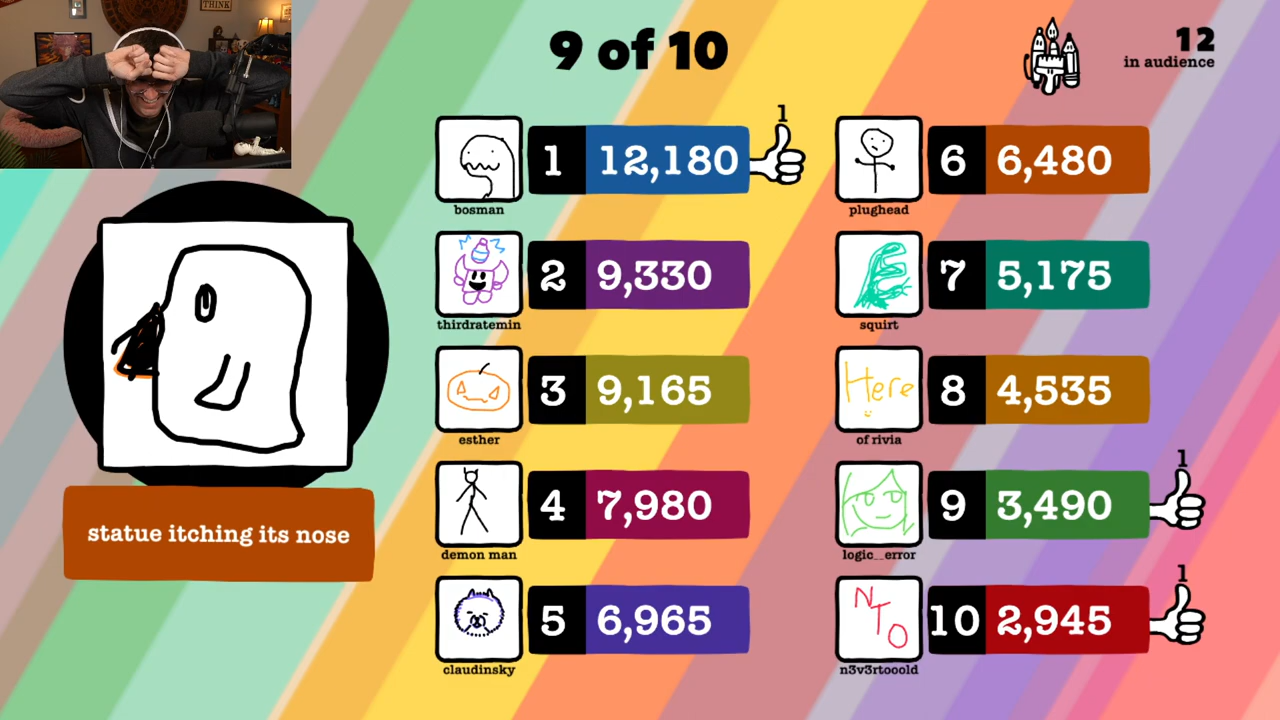 THINK
9 of 10
12
in audience
1
1 12,180
bosman
2 9,330
thirdratemin
3 9,165
esther
4 7,980
demon man
5 6,965
claudinsky
6 6,480
plughead
7 5,175
squirt
Here
8 4,535
of rivia
1
9 3,490
logic_error
1
NTO
10 2,945
n3v3rtooold
statue itching its nose